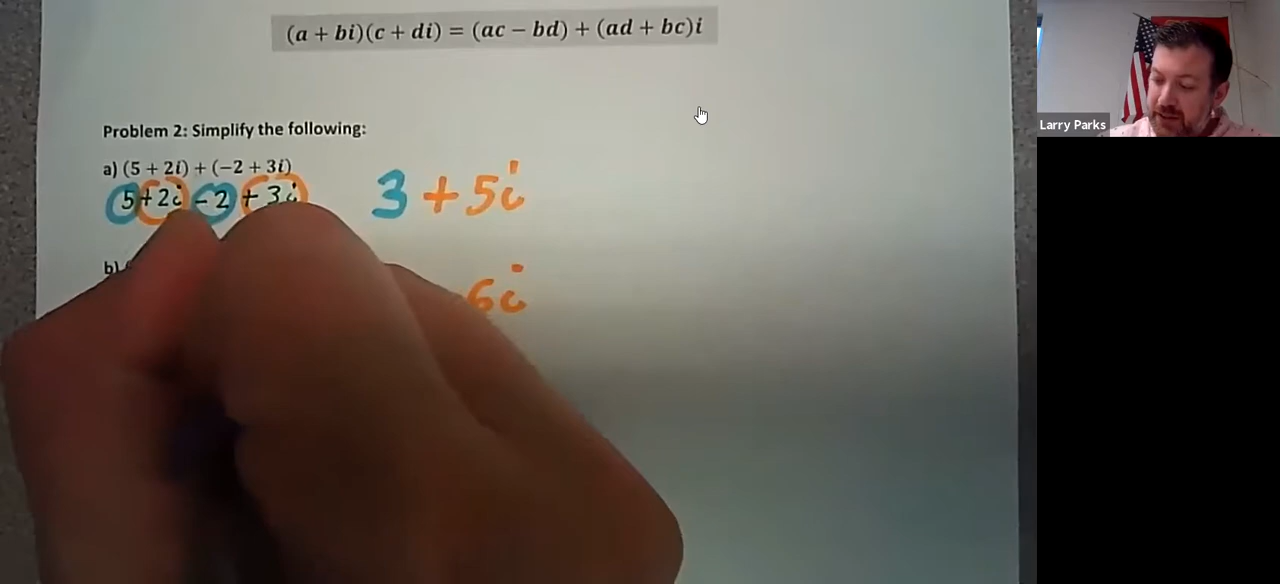 (a + bi)(c + di) = (ac − bd) + (ad + bc)i
Larry Parks
Problem 2: Simplify the following:
a) (5 + 2i) + (−2 + 3i)
5+2i -2 + 3i 3 + 5i
b)
6i